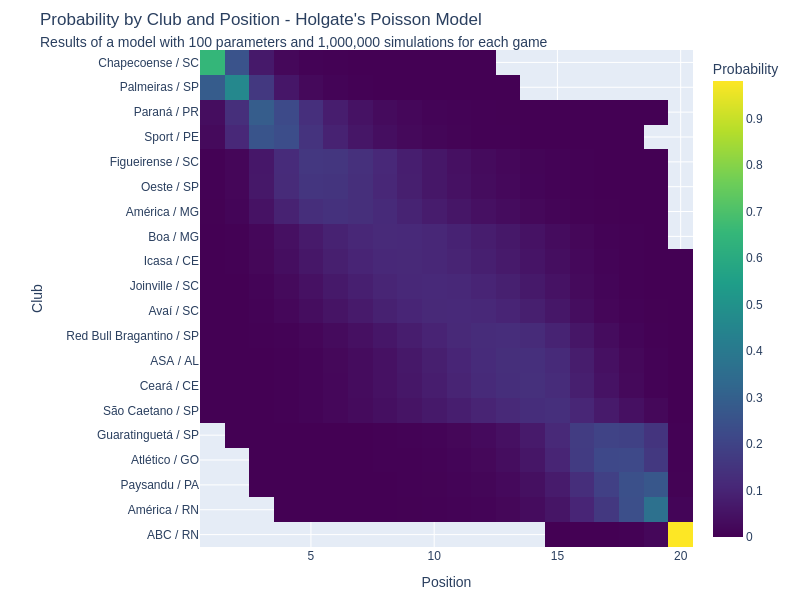 Probability by Club and Position - Holgate's Poisson Model
Results of a model with 100 parameters and 1,000,000 simulations for each game
Probability
Chapecoense / SC
Palmeiras / SP
Paraná / PR
Sport / PE
Figueirense / SC
Oeste / SP
América / MG
Boa / MG
Icasa / CE
Joinville / SC
Avaí / SC
Red Bull Bragantino / SP
ASA / AL
Ceará / CE
São Caetano / SP
Guaratinguetá / SP
Atlético / GO
Paysandu / PA
América / RN
ABC / RN
Club
5
10
15
20
Position
0.9
0.8
0.7
0.6
0.5
0.4
0.3
0.2
0.1
0